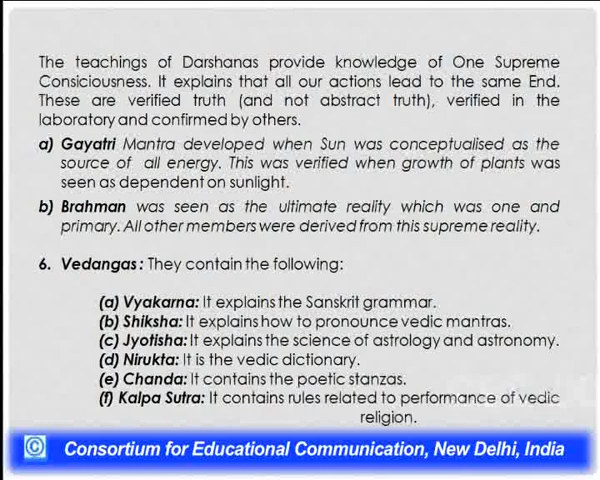 The teachings of Darshanas provide knowledge of One Supreme
Consiciousness. It explains that all our actions lead to the same End.
These are verified truth (and not abstract truth), verified in the
laboratory and confirmed by others.
a) Gayatri Mantra developed when Sun was conceptualised as the
source of all energy. This was verified when growth of plants was
seen as dependent on sunlight.
b) Brahman was seen as the ultimate reality which was one and
primary. All other members were derived from this supreme reality.
6. Vedangas: They contain the following:
(a) Vyakarna: It explains the Sanskrit grammar.
(b) Shiksha: It explains how to pronounce vedic mantras.
(c) Jyotisha: It explains the science of astrology and astronomy.
(d) Nirukta: It is the vedic dictionary.
(e) Chanda: It contains the poetic stanzas.
(f) Kalpa Sutra: It contains rules related to performance of vedic
religion.
© Consortium for Educational Communication, New Delhi, India